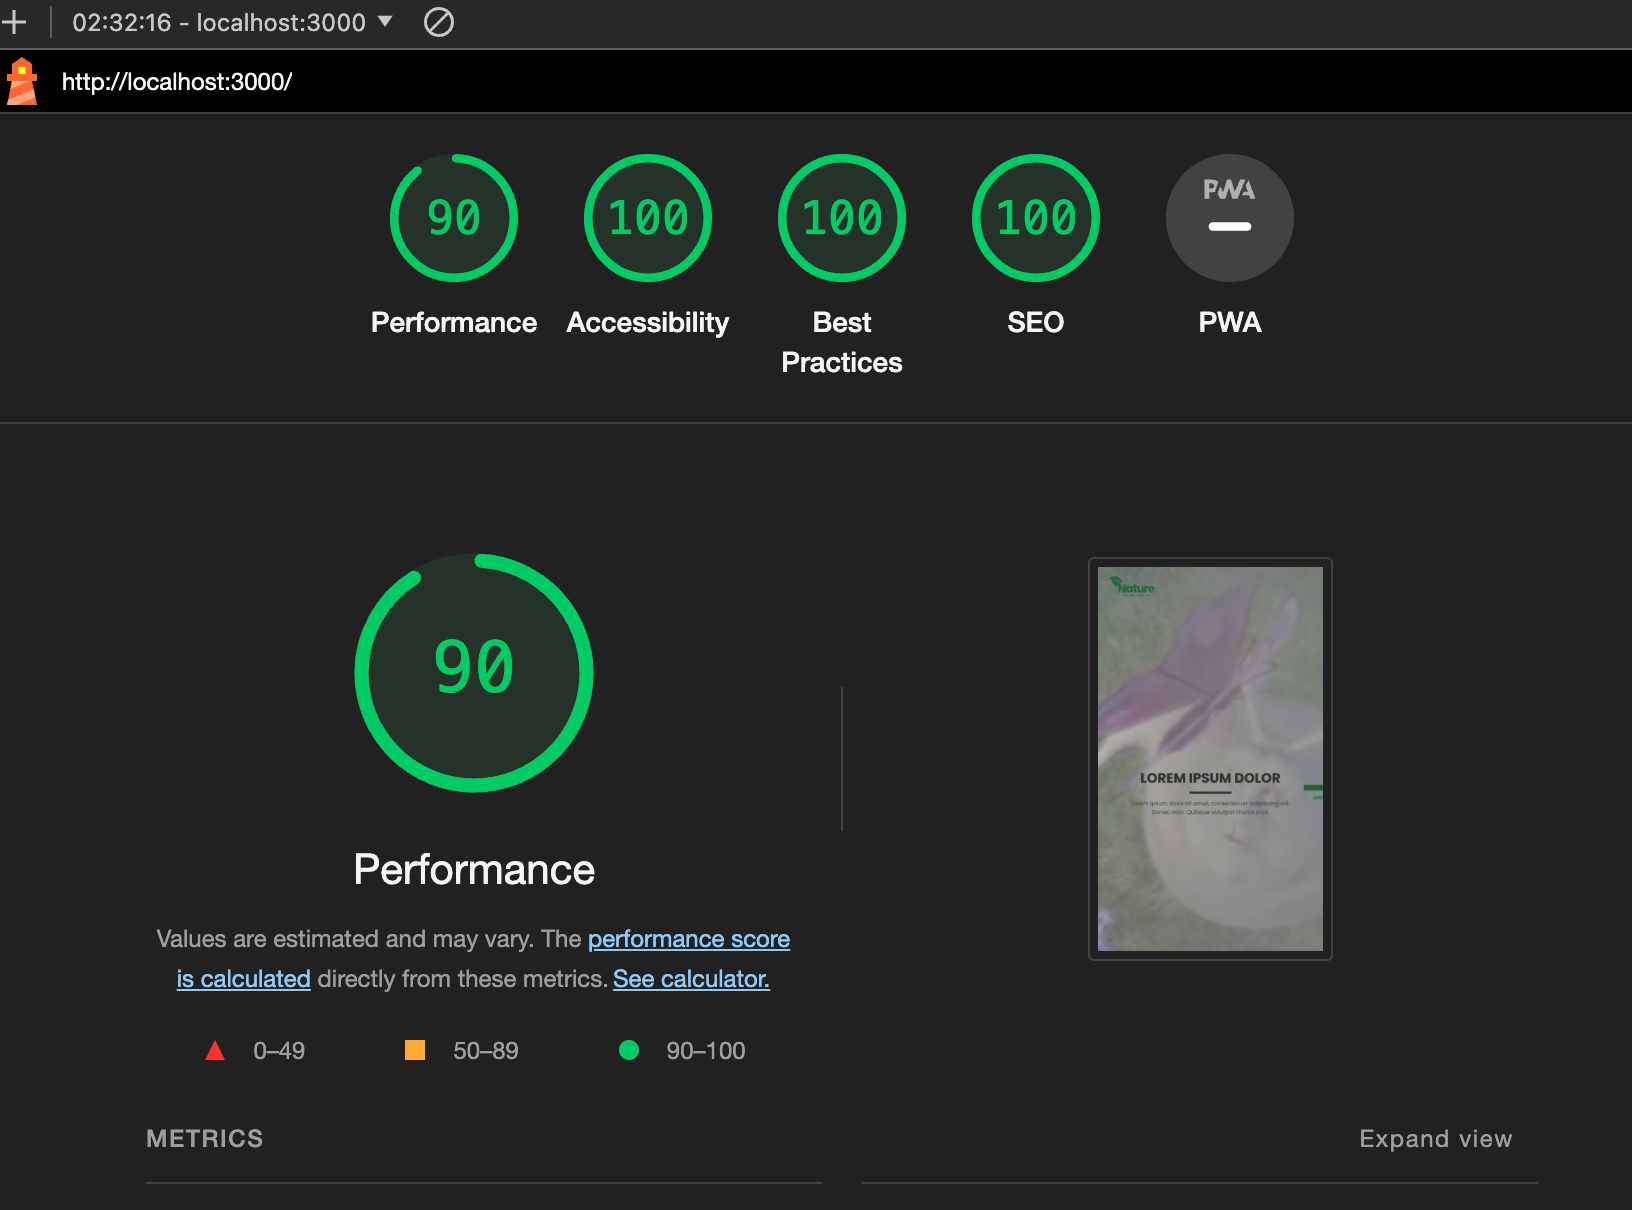 02:32:16 - localhost:3000
http://localhost:3000/
90
100
100
100
PWA
Performance
Accessibility
Best
Practices
SEO
PWA
90
Performance
Values are estimated and may vary. The performance score
is calculated directly from these metrics. See calculator.
0–49
50–89
90–100
Nature
LOREM IPSUM DOLOR
Lorem ipsum dolor sit amet, consectetuer adipiscing elit.
Donec odio. Quisque volutpat mattis eros.
METRICS
Expand view